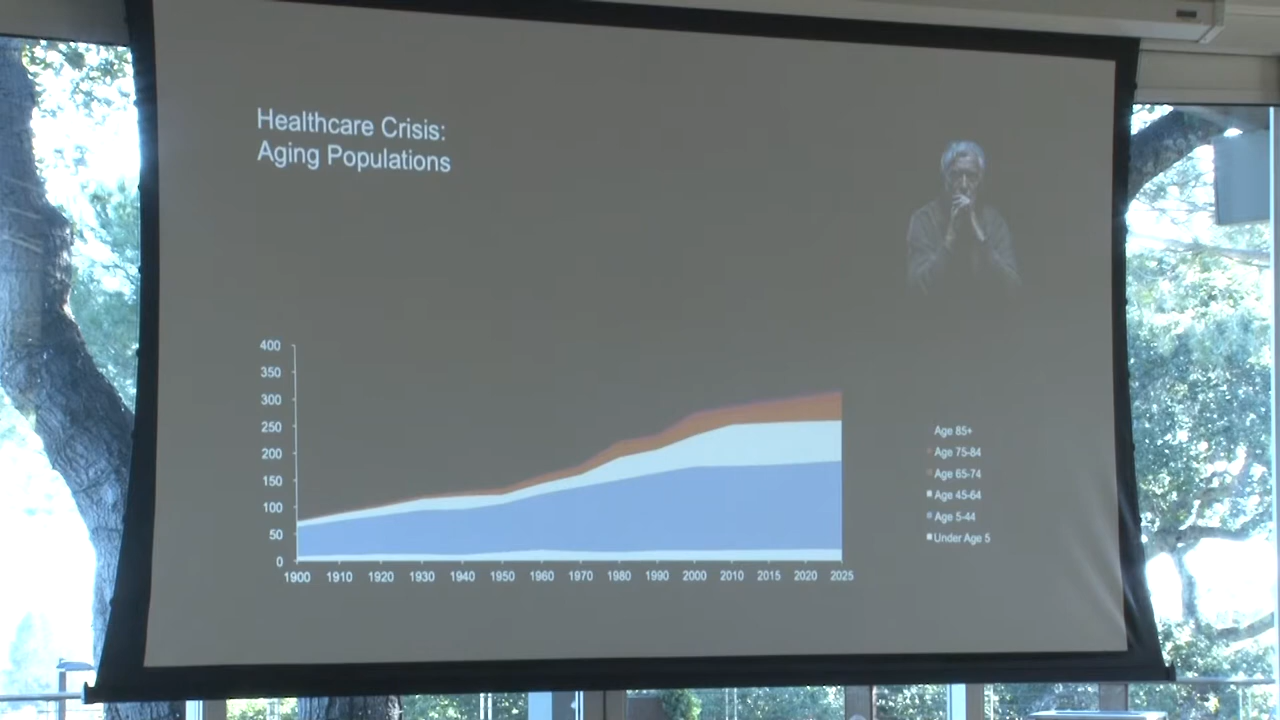 Healthcare Crisis:
Aging Populations
400
350
300
250
200
150
100
50
0
1900 1910 1920 1930 1940 1950 1960 1970 1980 1990 2000 2010 2015 2020 2025
Age 85+
Age 75-84
Age 65-74
Age 45-64
Age 5-44
Under Age 5